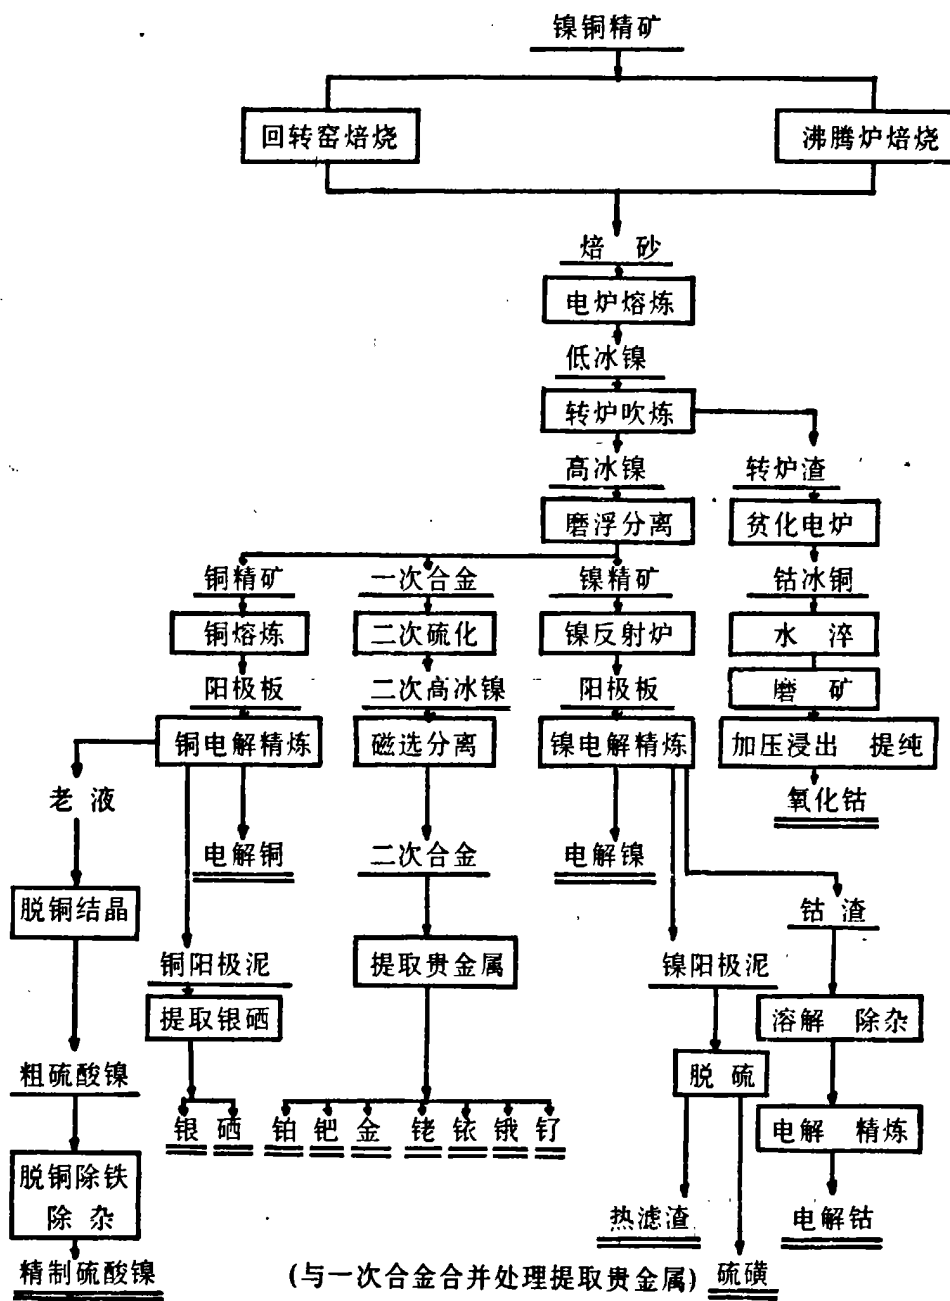 镍铜精矿
回转窑焙烧
沸腾炉焙烧
焙 砂
电炉熔炼
低冰镍
转炉吹炼
高冰镍
转炉渣
磨浮分离
贫化电炉
铜精矿
一次合金
镍精矿
钴冰铜
铜熔炼
二次硫化
镍反射炉
水 淬
阳极板
二次高冰镍
阳极板
磨 矿
铜电解精炼
磁选分离
镍电解精炼
加压浸出 提纯
老 液
氧化钴
电解铜
二次合金
电解镍
脱铜结晶
钴 渣
铜阳极泥
提取贵金属
镍阳极泥
提取银硒
溶解 除杂
粗硫酸镍
脱 硫
银
硒
铂
钯
金
铑
铱
锇
钌
电解 精炼
脱铜除铁
除 杂
热滤渣
电解钴
精制硫酸镍
(与一次合金合并处理提取贵金属)
硫磺